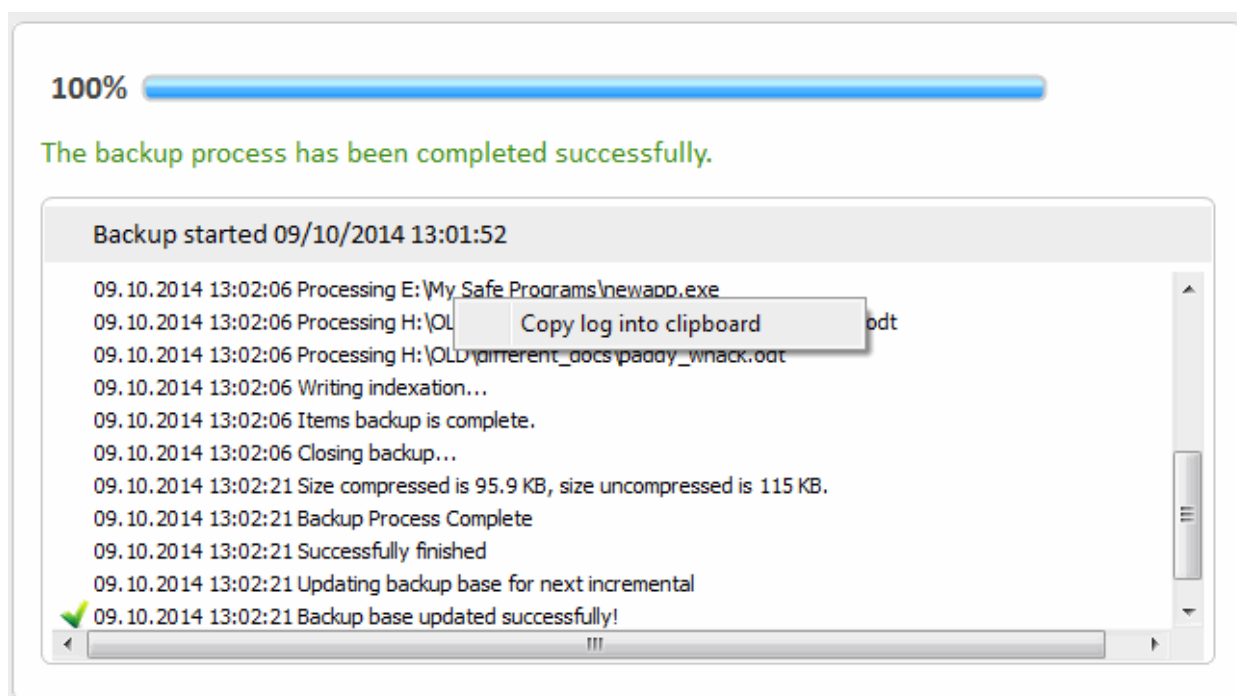 100%
The backup process has been completed successfully.
Backup started 09/10/2014 13:01:52
09.10.2014 13:02:06 Processing E:\My Safe Programs\newapp.exe
09.10.2014 13:02:06 Processing H:\OL
Copy log into clipboard
odt
09.10.2014 13:02:06 Processing H:\OLD\different_docs\paddy_whack.odt
09.10.2014 13:02:06 Writing indexation...
09.10.2014 13:02:06 Items backup is complete.
09.10.2014 13:02:06 Closing backup...
09.10.2014 13:02:21 Size compressed is 95.9 KB, size uncompressed is 115 KB.
09.10.2014 13:02:21 Backup Process Complete
09.10.2014 13:02:21 Successfully finished
09.10.2014 13:02:21 Updating backup base for next incremental
09.10.2014 13:02:21 Backup base updated successfully!